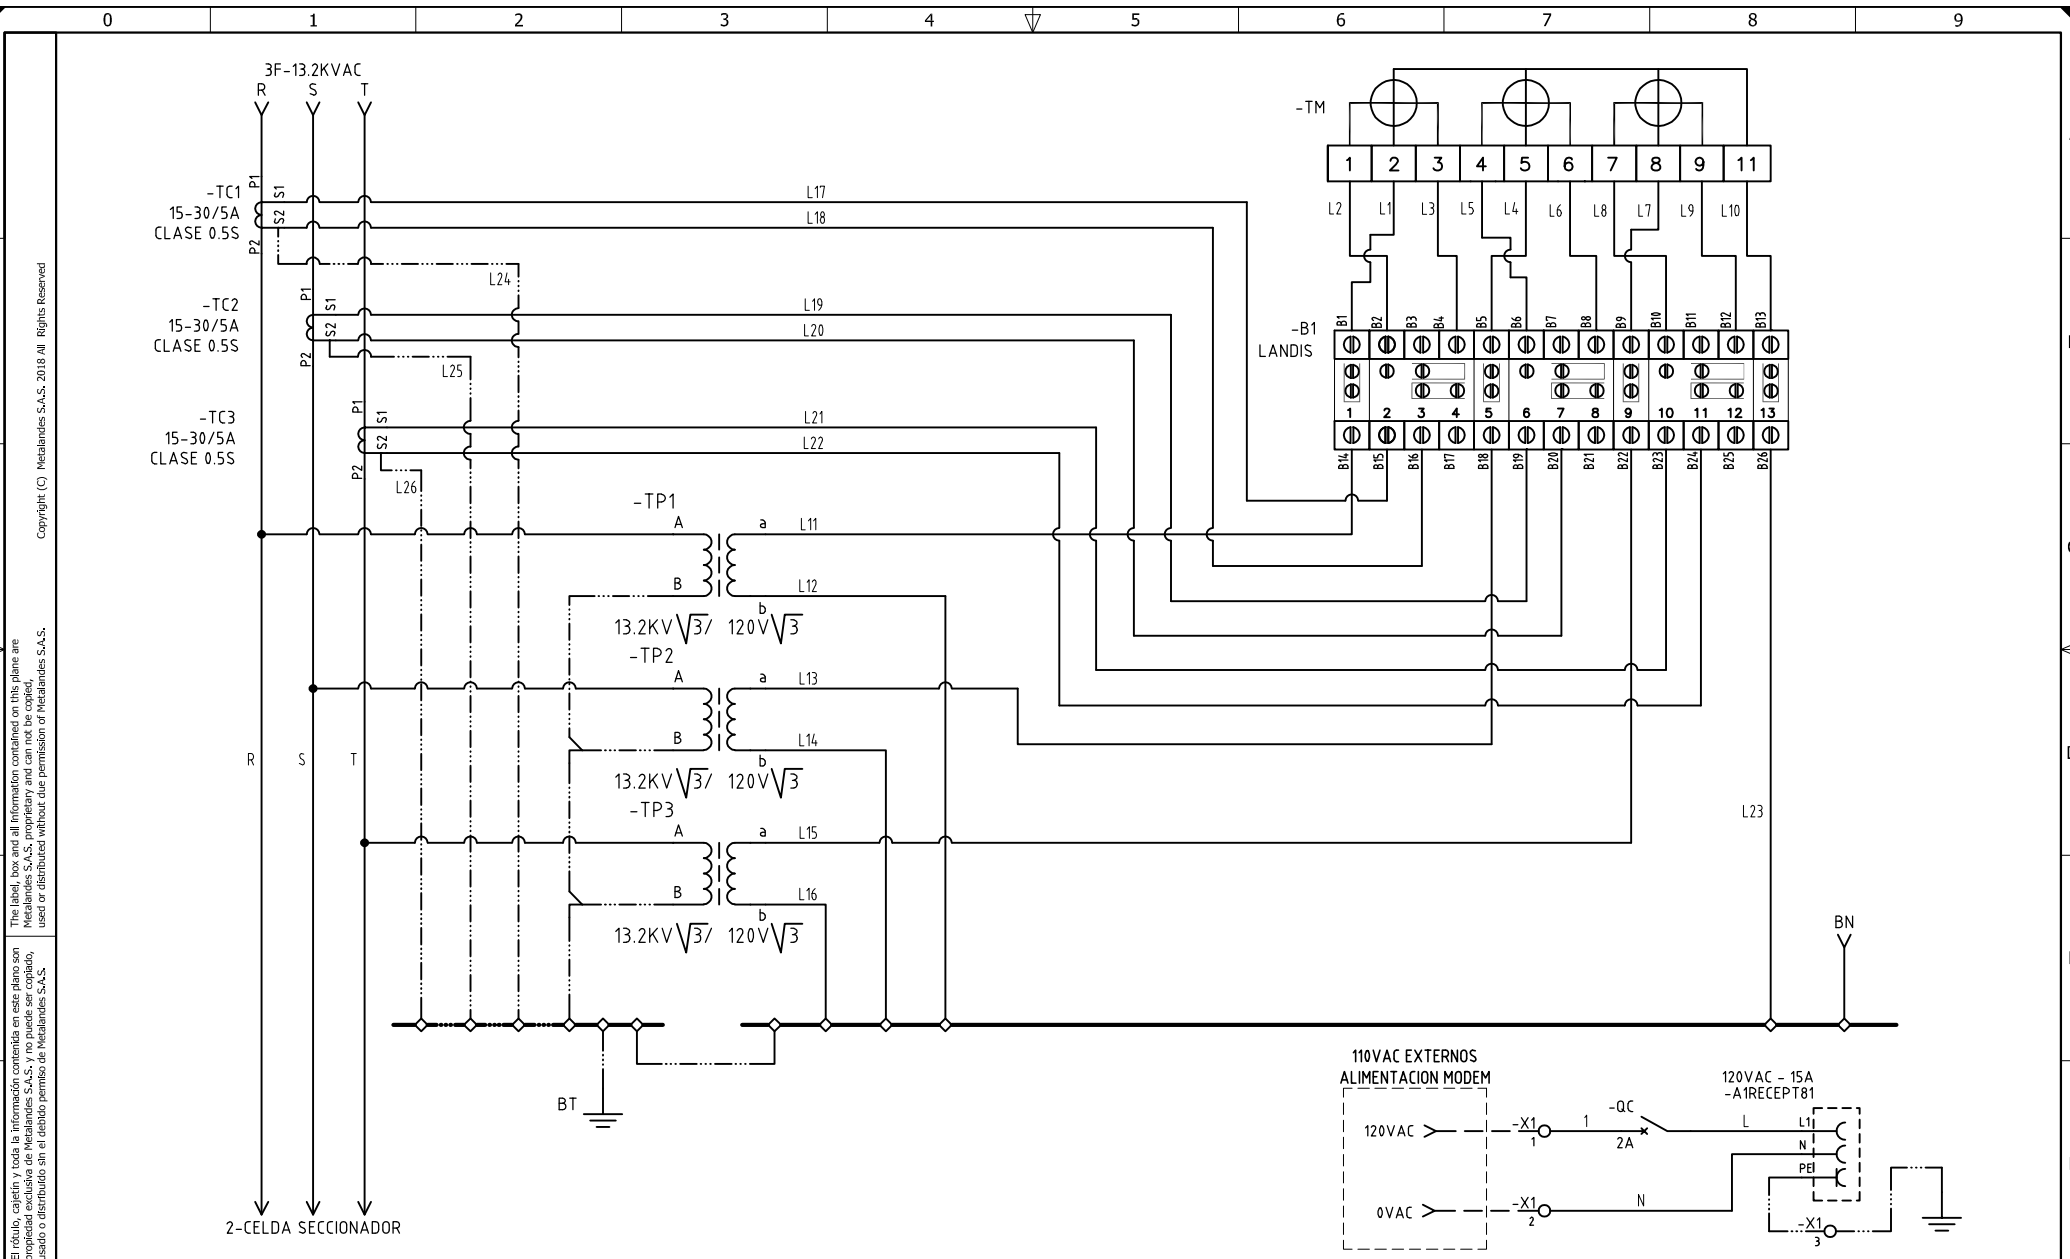 0 1 2 3 4 5 6 7 8 9
3F-13.2KVAC
R S T
-TC1
15-30/5A
CLASE 0.5S
P1 S1
S2
P2
L17
L18
L24
-TC2
15-30/5A
CLASE 0.5S
P1 S1
S2
P2
L19
L20
L25
-TC3
15-30/5A
CLASE 0.5S
P1 S1
S2
P2
L21
L22
L26
-TM
1 2 3 4 5 6 7 8 9 11
L2 L1 L3 L5 L4 L6 L8 L7 L9 L10
-B1
LANDIS
B1 B2 B3 B4 B5 B6 B7 B8 B9 B10 B11 B12 B13
1 2 3 4 5 6 7 8 9 10 11 12 13
B14 B15 B16 B17 B18 B19 B20 B21 B22 B23 B24 B25 B26
-TP1
A a L11
B L12
b
13.2KV√3/ 120V√3
-TP2
A a L13
B L14
b
13.2KV√3/ 120V√3
-TP3
A a L15
B L16
b
13.2KV√3/ 120V√3
R S T
L23
BN
BT
2-CELDA SECCIONADOR
110VAC EXTERNOS
ALIMENTACION MODEM
120VAC
-X1
1
1
-QC
2A
L
120VAC - 15A
-A1RECEPT81
L1
N
PE
0VAC
-X1
2
N
-X1
3
Copyright (C) Metalandes S.A.S. 2018 All Rights Reserved
The label, box and all information contained on this plane are
Metalandes S.A.S. proprietary and can not be copied,
used or distributed without due permission of Metalandes S.A.S.
El rótulo, cajetín y toda la información contenida en este plano son
propiedad exclusiva de Metalandes S.A.S. y no puede ser copiado,
usado o distribuido sin el debido permiso de Metalandes S.A.S.